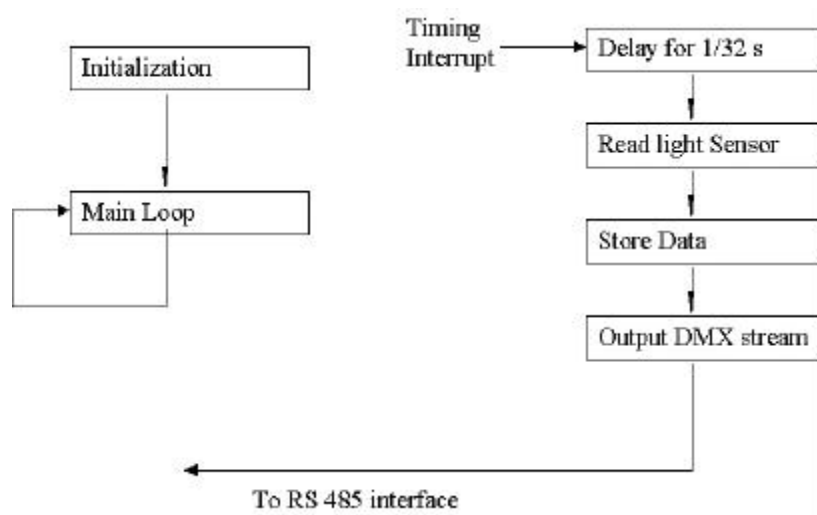 Initialization
Main Loop
Timing
Interrupt
Delay for 1/32 s
Read light Sensor
Store Data
Output DMX stream
To RS 485 interface